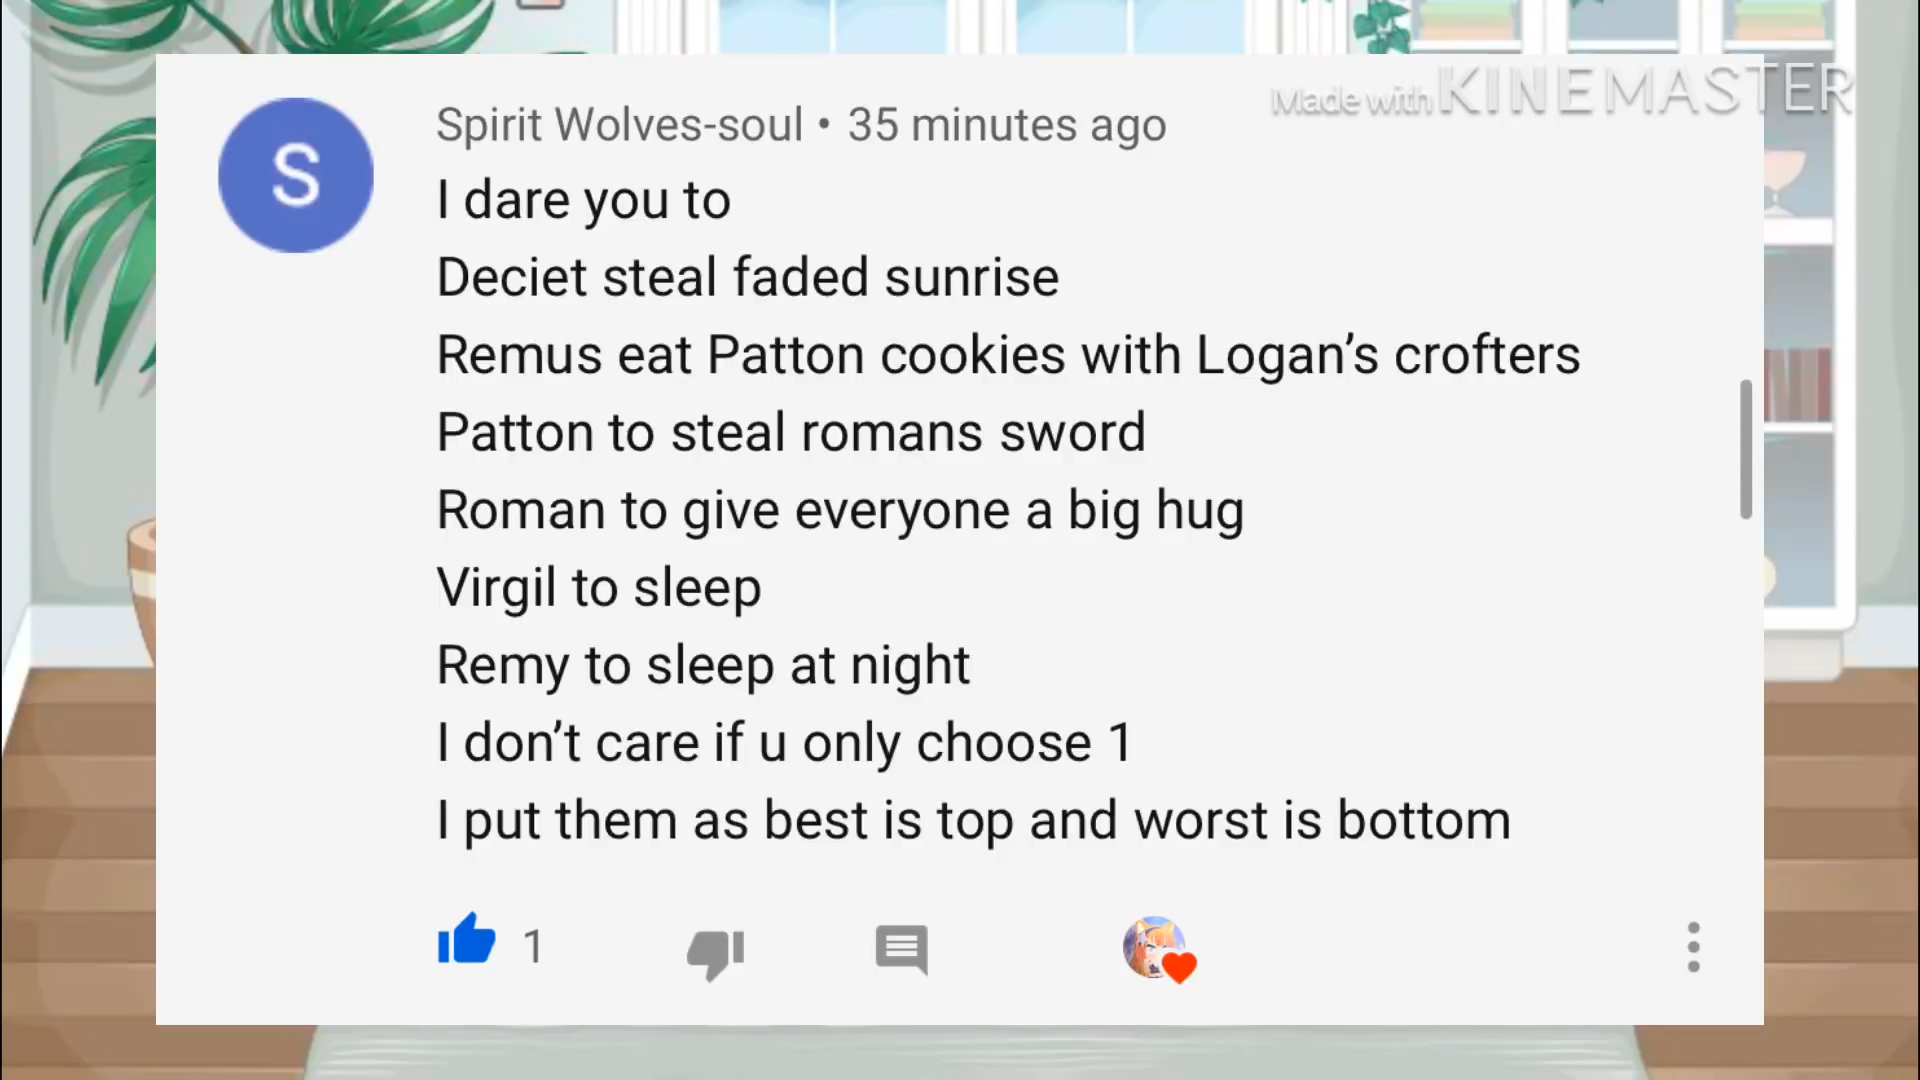 Made with KINEMASTER
S
Spirit Wolves-soul • 35 minutes ago
I dare you to
Deciet steal faded sunrise
Remus eat Patton cookies with Logan’s crofters
Patton to steal romans sword
Roman to give everyone a big hug
Virgil to sleep
Remy to sleep at night
I don’t care if u only choose 1
I put them as best is top and worst is bottom
1